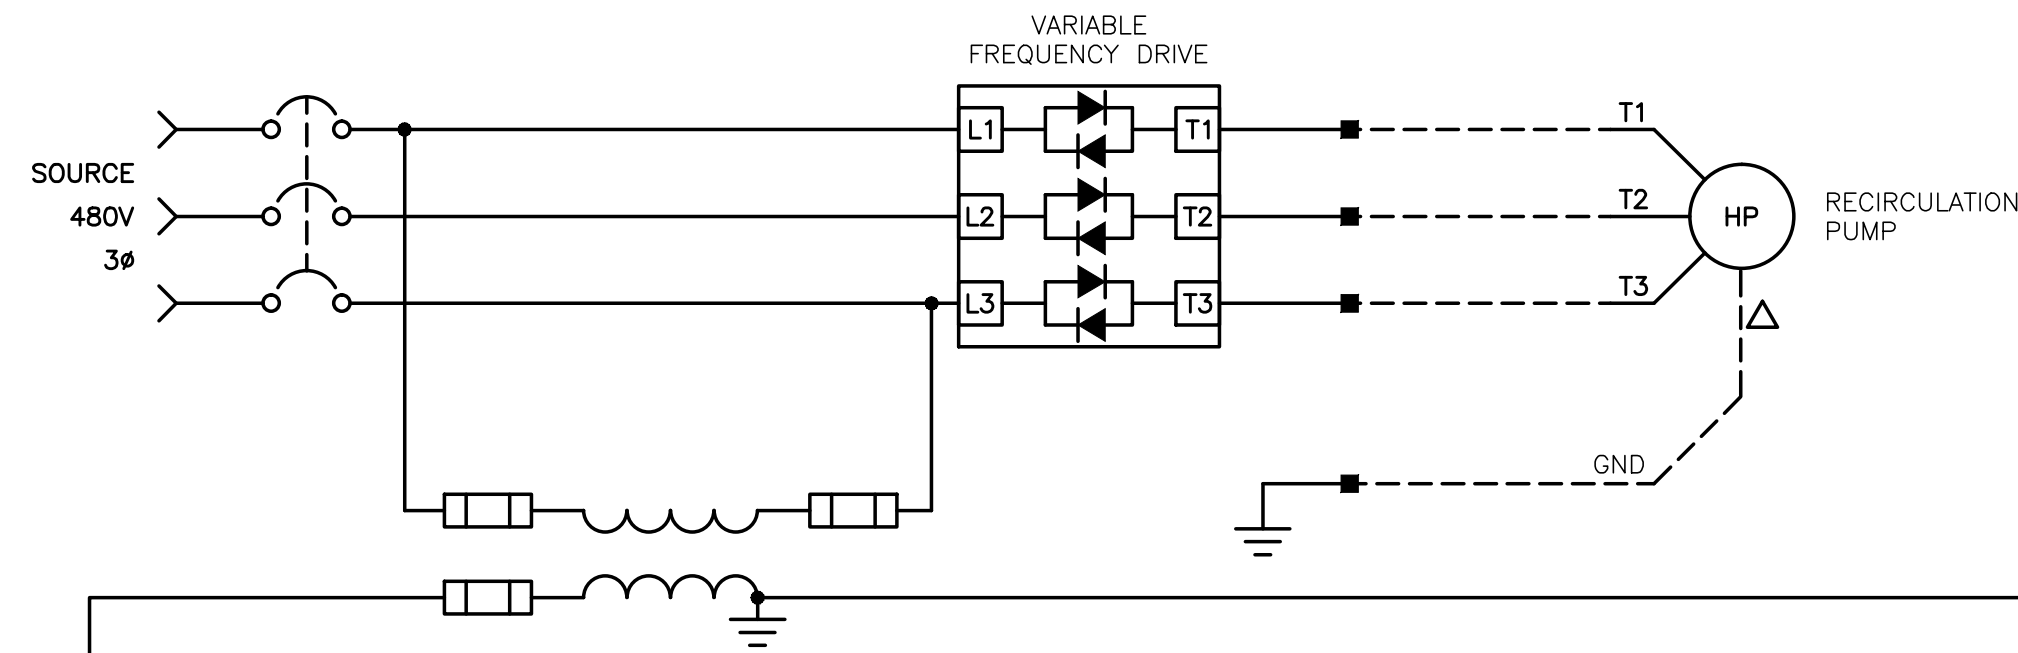 VARIABLE
FREQUENCY DRIVE
SOURCE
480V
3ø
L1
T1
T1
L2
T2
T2
HP
RECIRCULATION
PUMP
L3
T3
T3
GND